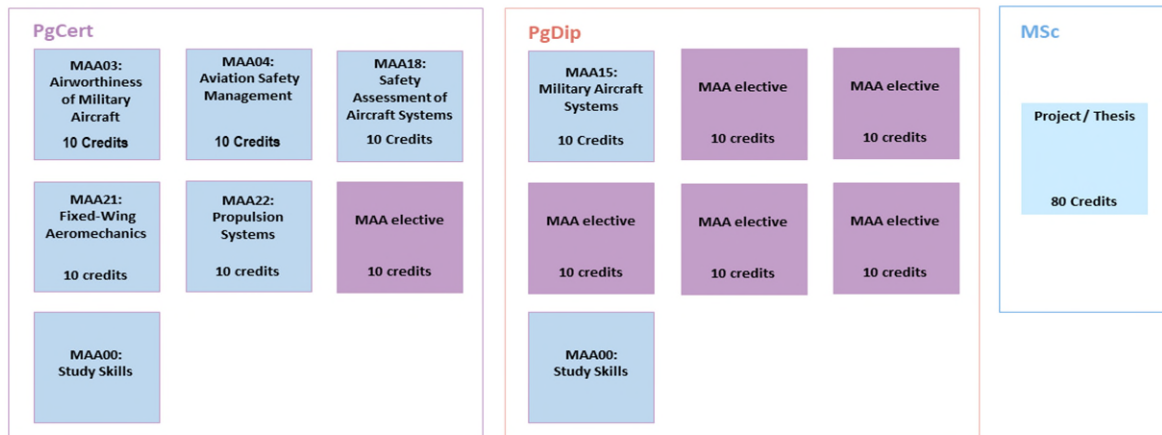 PgCert
MAA03:
Airworthiness
of Military
Aircraft
10 Credits
MAA04:
Aviation Safety
Management
10 Credits
MAA18:
Safety
Assessment of
Aircraft Systems
10 Credits
MAA21:
Fixed-Wing
Aeromechanics
10 credits
MAA22:
Propulsion
Systems
10 credits
MAA elective
10 credits
MAA00:
Study Skills
PgDip
MAA15:
Military Aircraft
Systems
10 Credits
MAA elective
10 credits
MAA elective
10 credits
MAA elective
10 credits
MAA elective
10 credits
MAA elective
10 credits
MAA00:
Study Skills
MSc
Project / Thesis
80 Credits